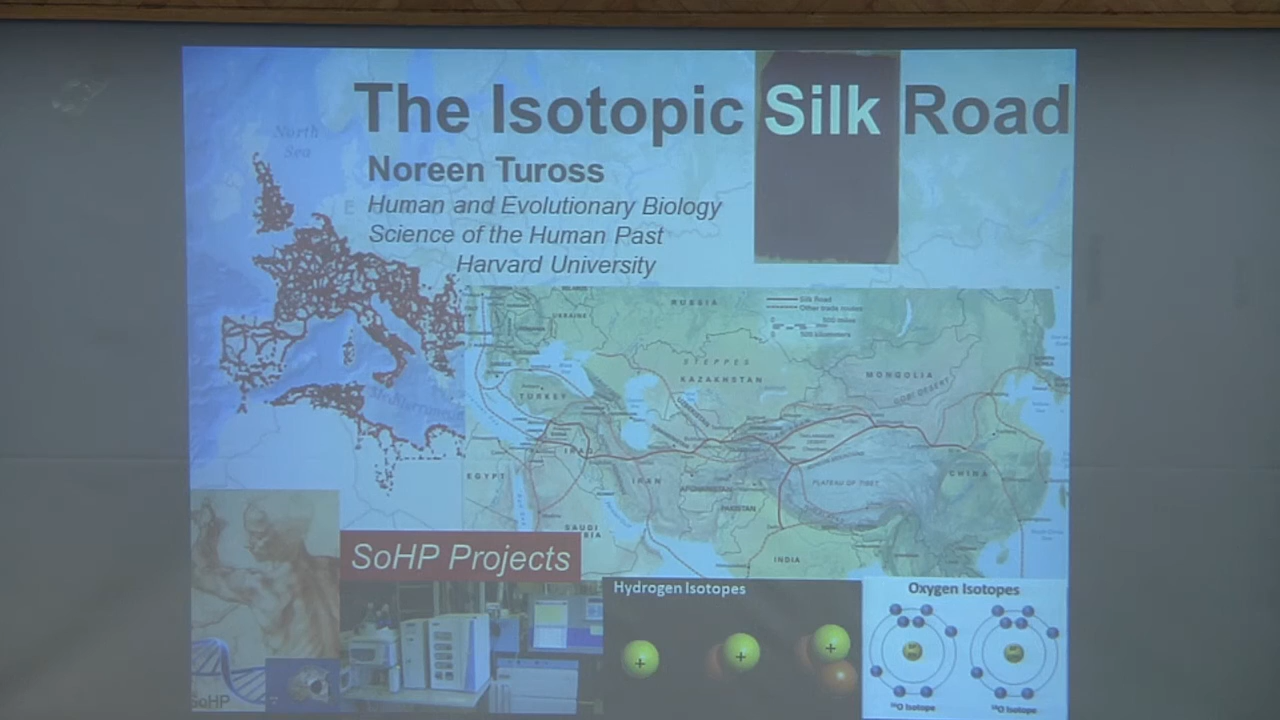 The Isotopic Silk Road
Noreen Tuross
Human and Evolutionary Biology
Science of the Human Past
Harvard University
North
Sea
RUSSIA
Silk Road
Other trade routes
UKRAINE
STEPPES
KAZAKHSTAN
MONGOLIA
GOBI DESERT
TURKEY
Mediterranean
IRAQ
EGYPT
IRAN
AFGHANISTAN
PLATEAU OF TIBET
CHINA
PAKISTAN
SAUDI
INDIA
SoHP Projects
Hydrogen Isotopes
Oxygen Isotopes
SoHP